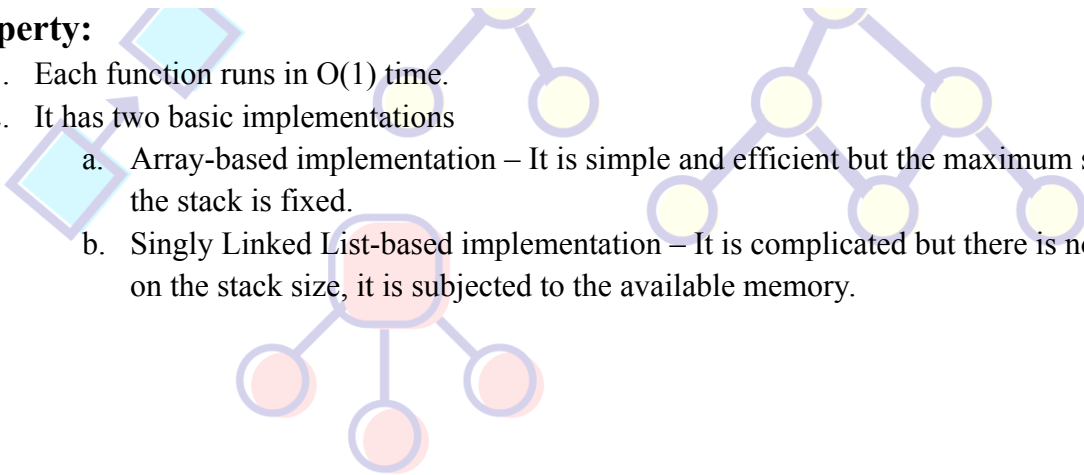 perty:
. Each function runs in O(1) time.
. It has two basic implementations
a. Array-based implementation – It is simple and efficient but the maximum
the stack is fixed.
b. Singly Linked List-based implementation – It is complicated but there is
on the stack size, it is subjected to the available memory.